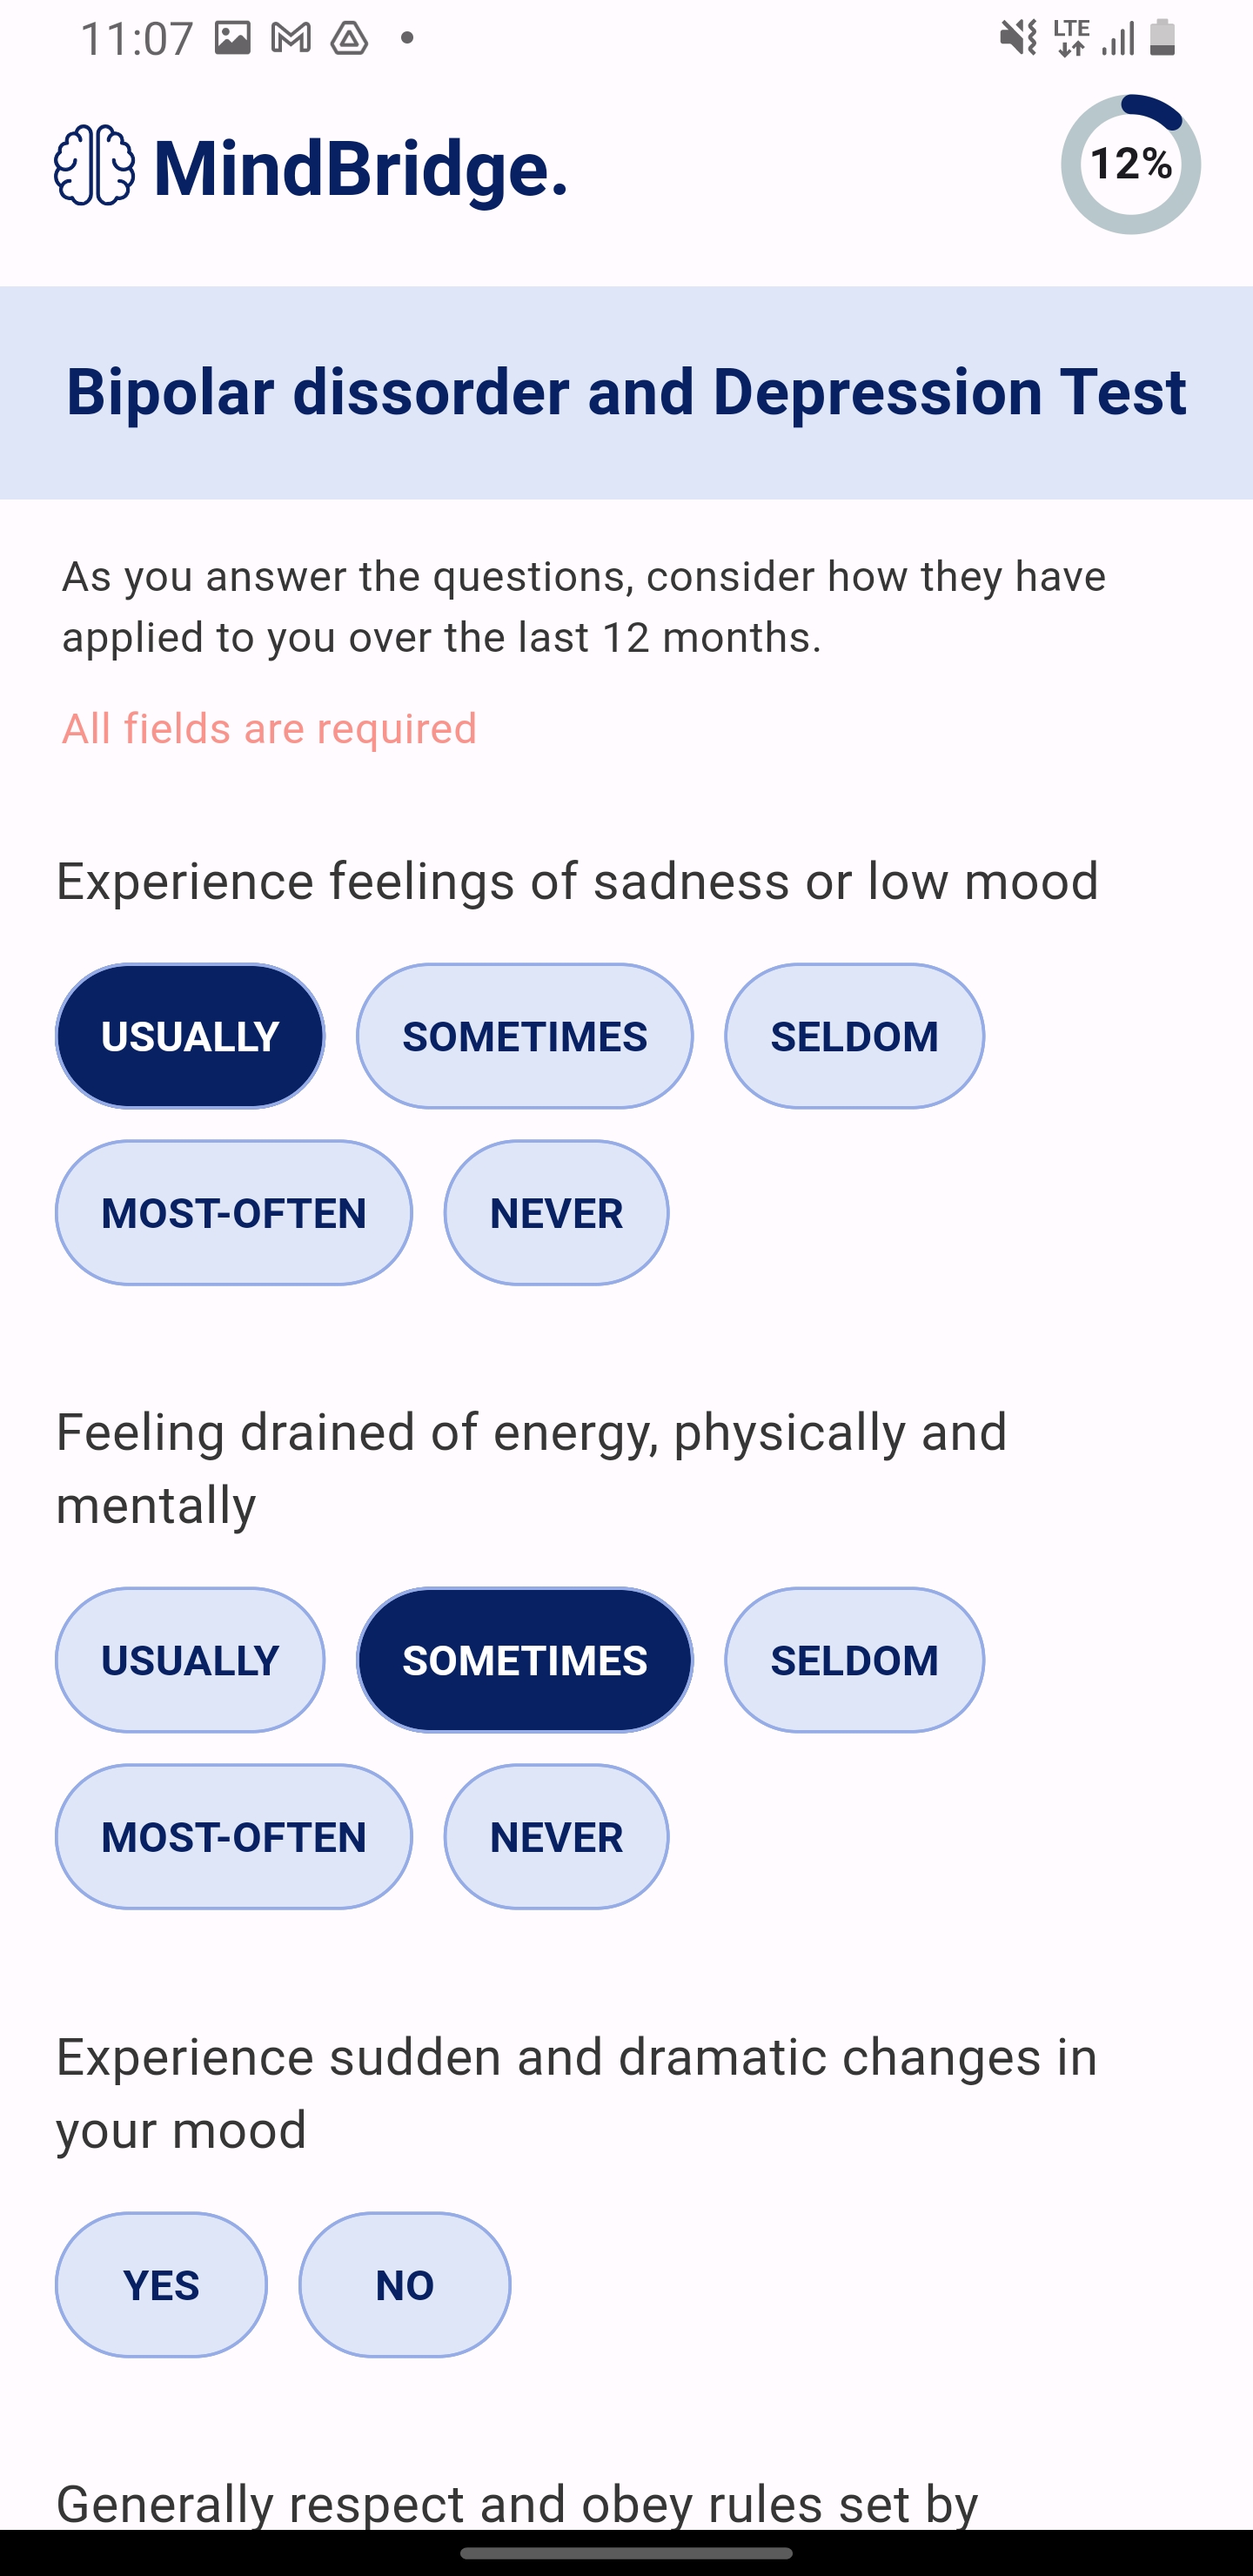 11:07
LTE
MindBridge.
12%
Bipolar dissorder and Depression Test
As you answer the questions, consider how they have
applied to you over the last 12 months.
All fields are required
Experience feelings of sadness or low mood
USUALLY SOMETIMES SELDOM
MOST-OFTEN NEVER
Feeling drained of energy, physically and
mentally
USUALLY SOMETIMES SELDOM
MOST-OFTEN NEVER
Experience sudden and dramatic changes in
your mood
YES NO
Generally respect and obey rules set by